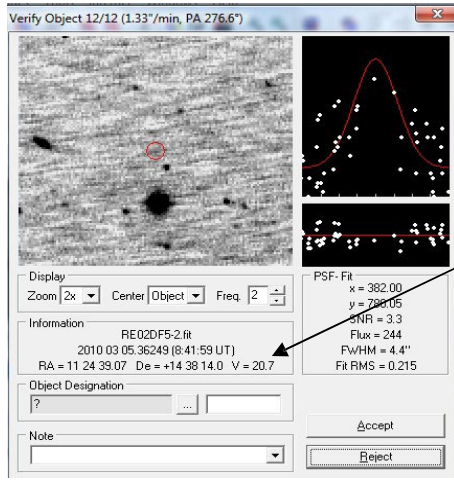 Verify Object 12/12 (1.33"/min, PA 276.6°)
Display
Zoom 2x Center Object Freq. 2
Information
RE02DF5-2.fit
2010 03 05.36249 (8:41:59 UT)
RA = 11 24 39.07 De = +14 38 14.0 V = 20.7
Object Designation
? ...
Note
PSF- Fit
x = 382.00
y = 788.05
SNR = 3.3
Flux = 244
FWHM = 4.4"
Fit RMS = 0.215
Accept
Reject